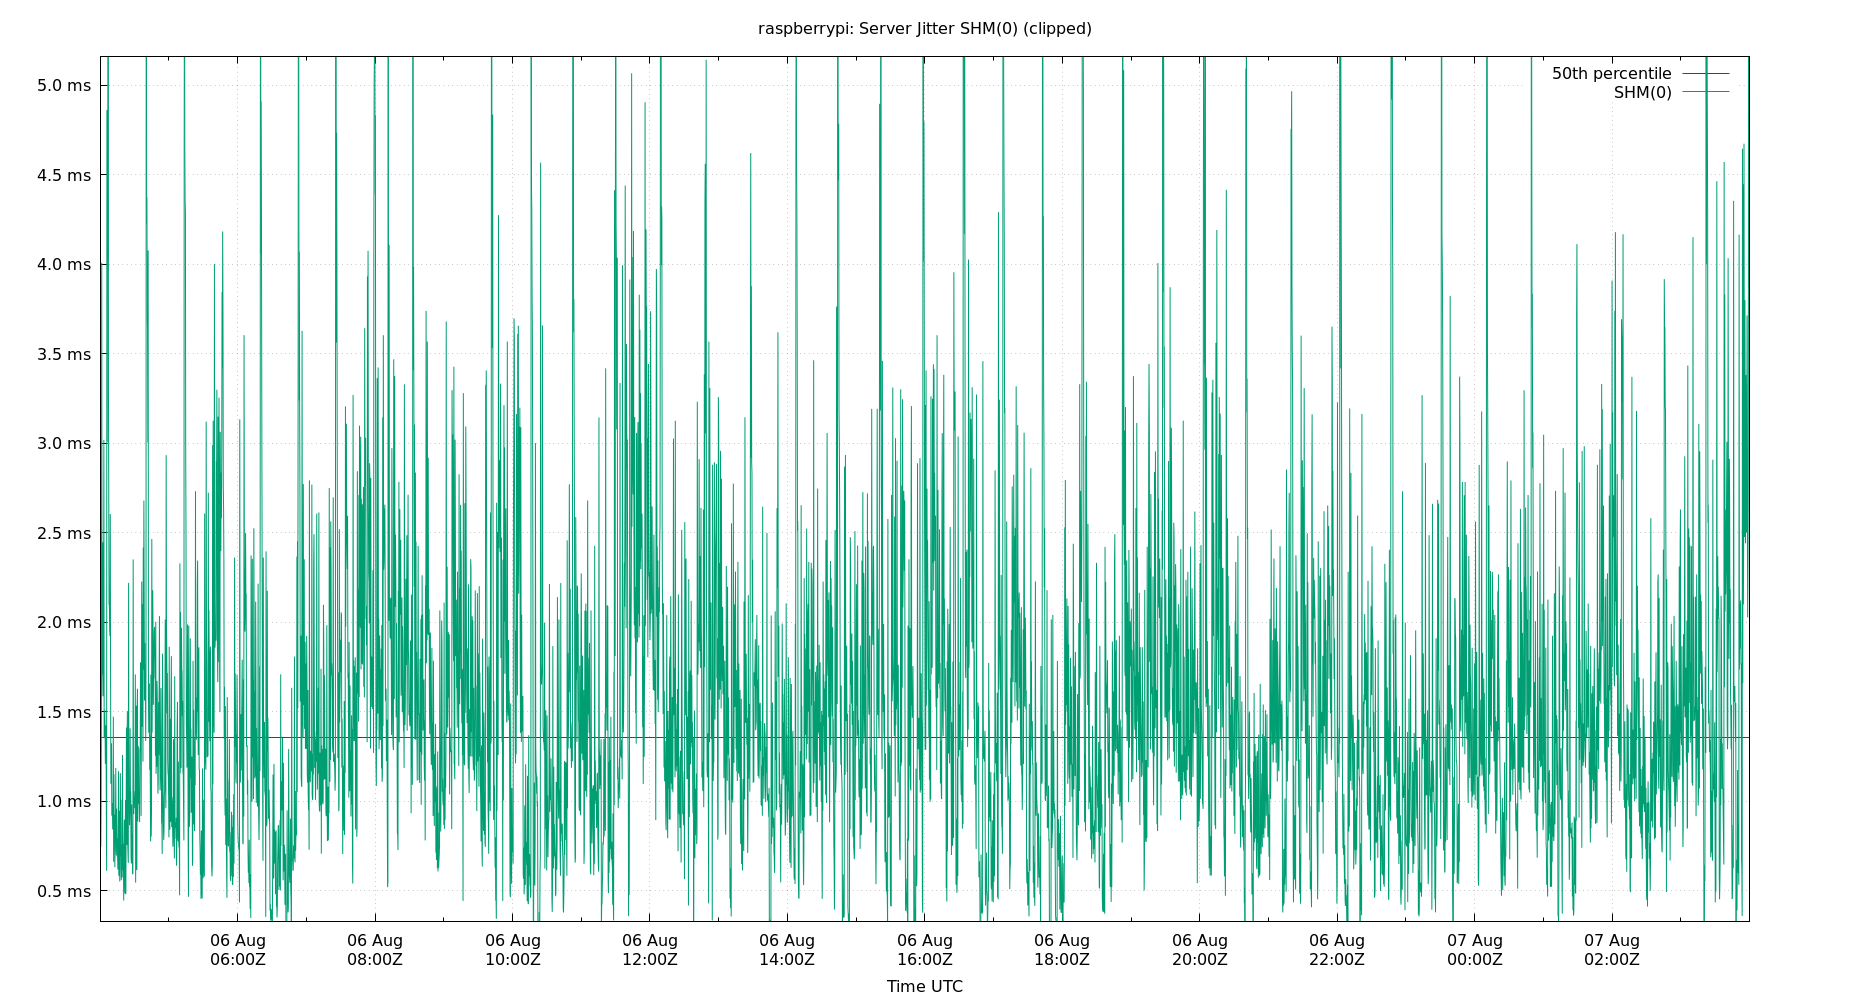 raspberrypi: Server Jitter SHM(0) (clipped)
50th percentile
SHM(0)
5.0 ms
4.5 ms
4.0 ms
3.5 ms
3.0 ms
2.5 ms
2.0 ms
1.5 ms
1.0 ms
0.5 ms
06 Aug 06 Aug 06 Aug 06 Aug 06 Aug 06 Aug 06 Aug 06 Aug 06 Aug 07 Aug 07 Aug
06:00Z 08:00Z 10:00Z 12:00Z 14:00Z 16:00Z 18:00Z 20:00Z 22:00Z 00:00Z 02:00Z
Time UTC